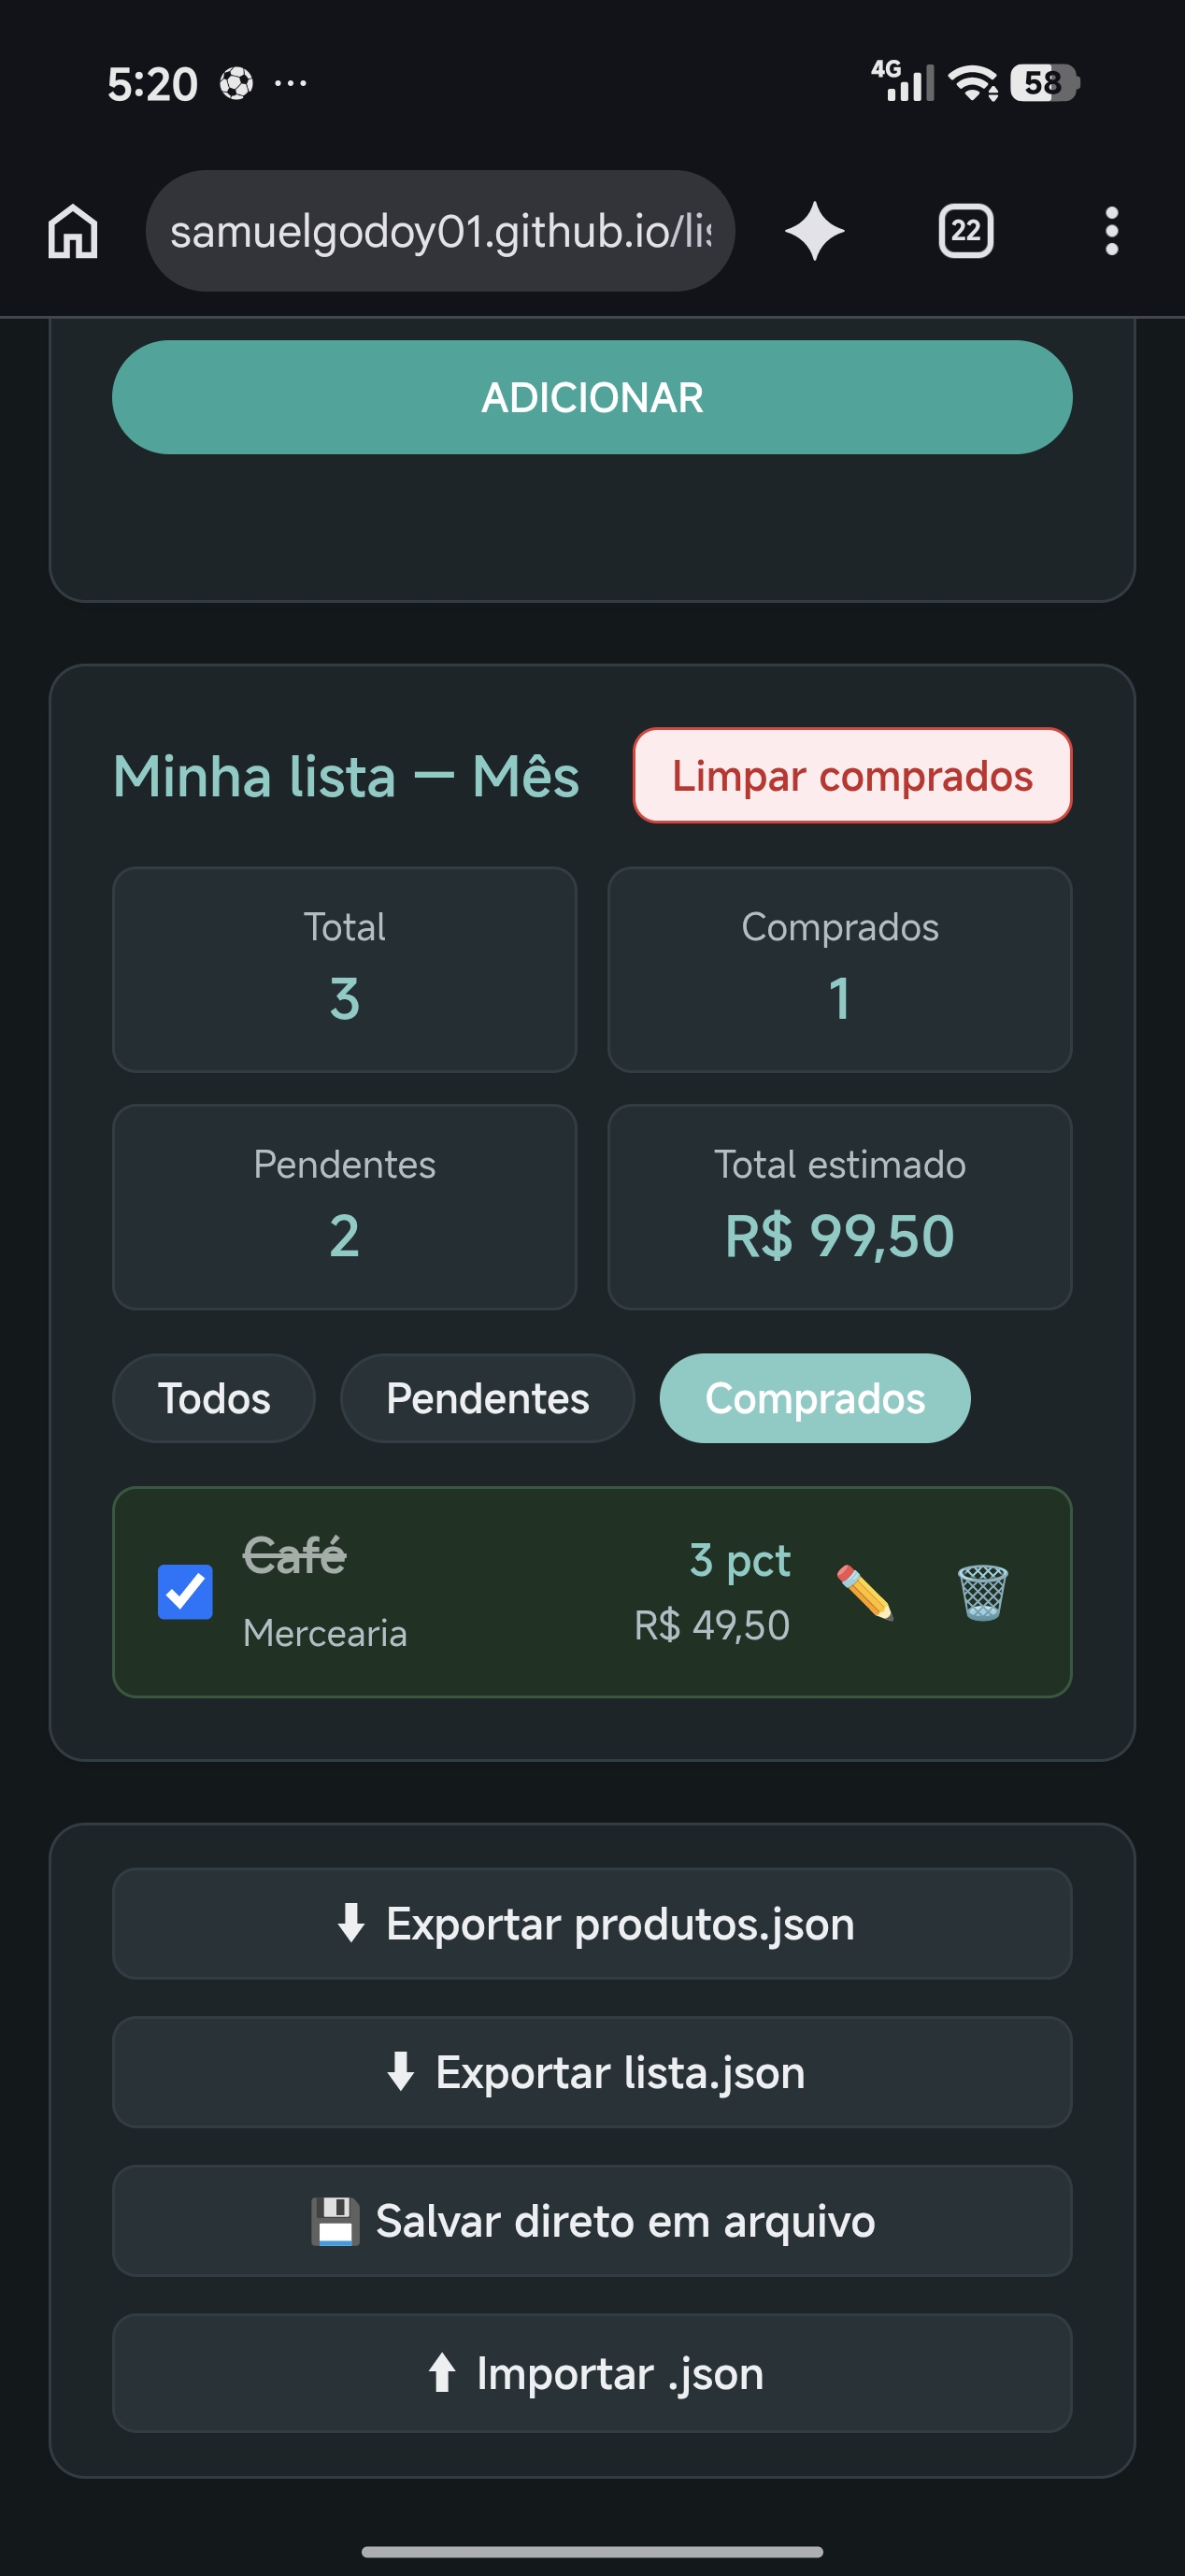 5:20
4G
58
samuelgodoy01.github.io/lis
22
ADICIONAR
Minha lista — Mês
Limpar comprados
Total
3
Comprados
1
Pendentes
2
Total estimado
R$ 99,50
Todos
Pendentes
Comprados
Café
Mercearia
3 pct
R$ 49,50
⬇ Exportar produtos.json
⬇ Exportar lista.json
💾 Salvar direto em arquivo
⬆ Importar .json